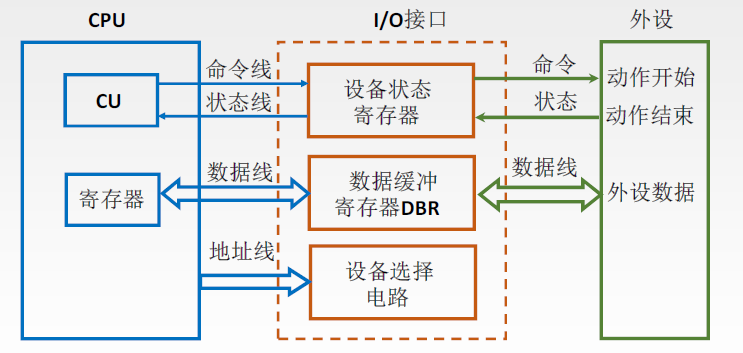 CPU
I/O接口
外设
CU
命令线
状态线
设备状态
寄存器
命令
状态
动作开始
动作结束
寄存器
数据线
数据缓冲
寄存器DBR
数据线
外设数据
地址线
设备选择
电路